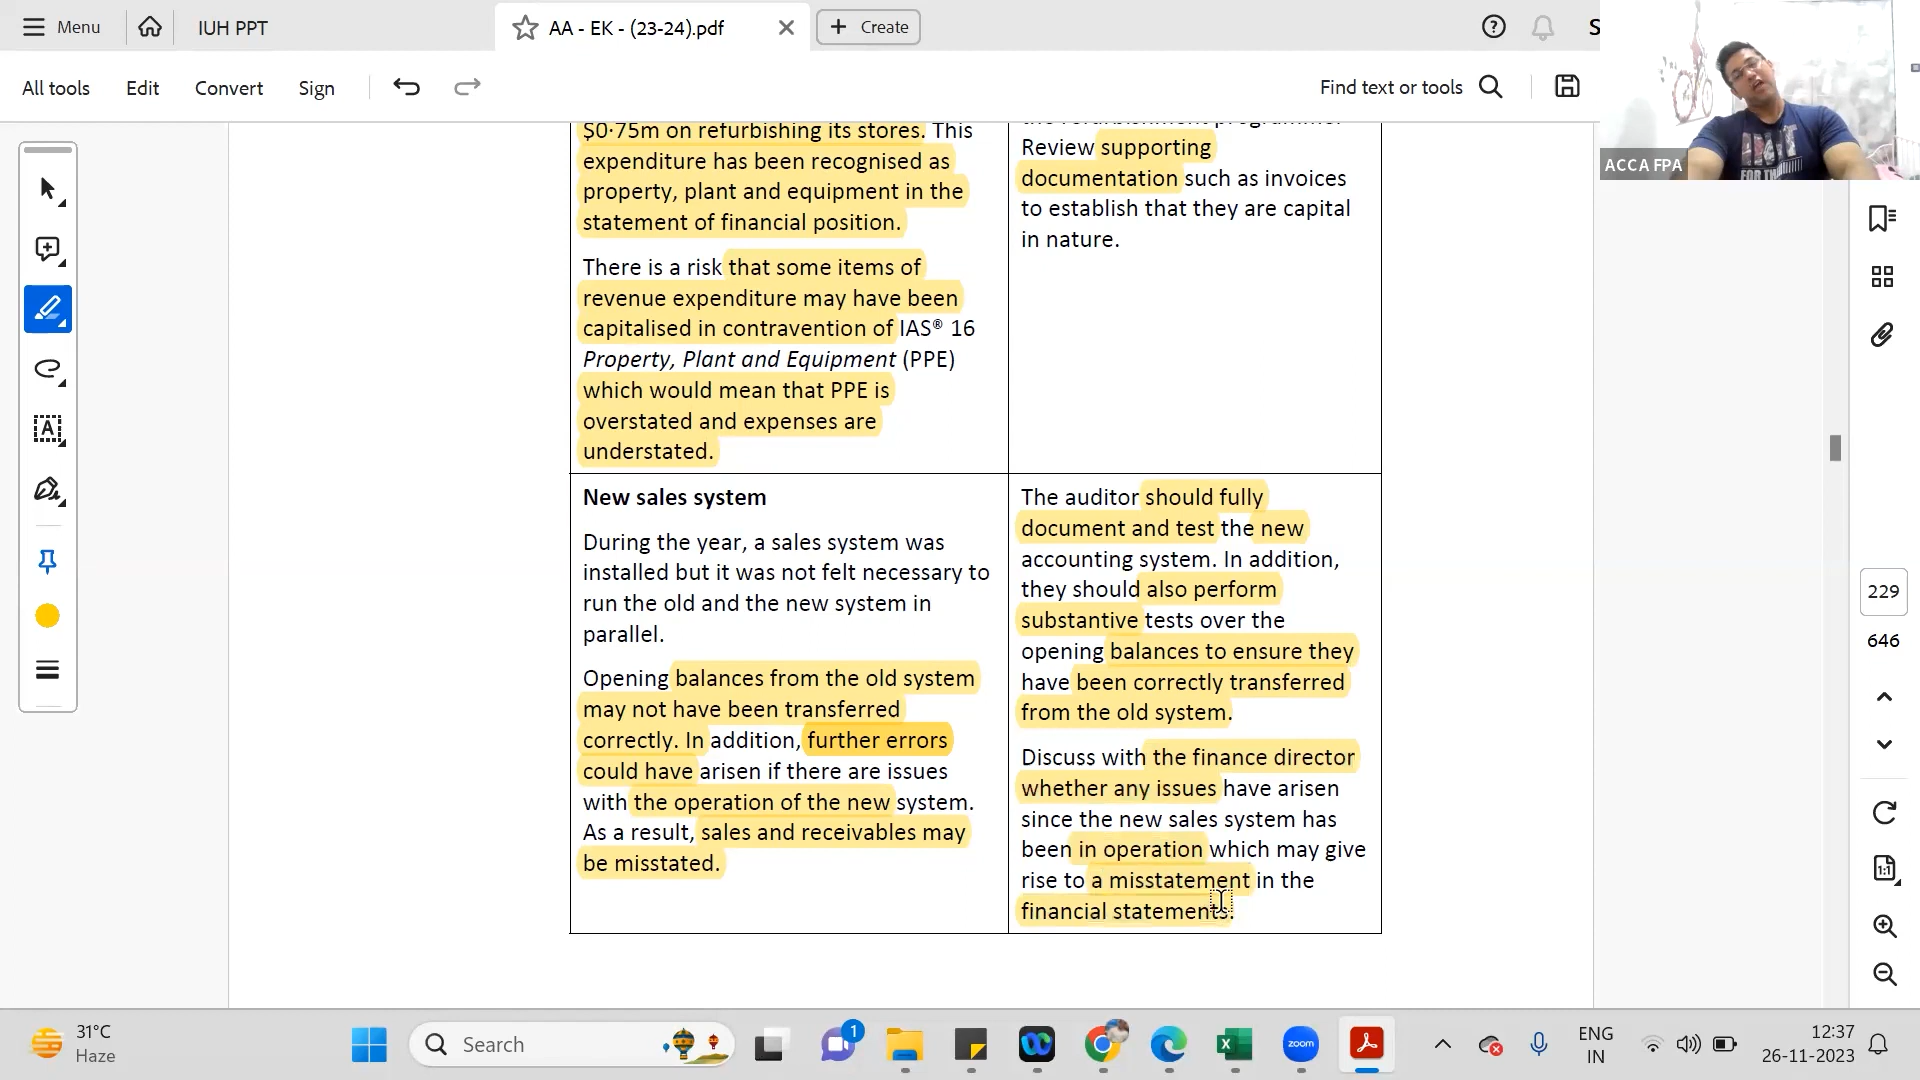 Menu
IUH PPT
AA - EK - (23-24).pdf
Create
All tools
Edit
Convert
Sign
Find text or tools
ACCA FPA
$0·75m on refurbishing its stores. This
expenditure has been recognised as
property, plant and equipment in the
statement of financial position.
There is a risk that some items of
revenue expenditure may have been
capitalised in contravention of IAS® 16
Property, Plant and Equipment (PPE)
which would mean that PPE is
overstated and expenses are
understated.
Review supporting
documentation such as invoices
to establish that they are capital
in nature.
New sales system
During the year, a sales system was
installed but it was not felt necessary to
run the old and the new system in
parallel.
Opening balances from the old system
may not have been transferred
correctly. In addition, further errors
could have arisen if there are issues
with the operation of the new system.
As a result, sales and receivables may
be misstated.
The auditor should fully
document and test the new
accounting system. In addition,
they should also perform
substantive tests over the
opening balances to ensure they
have been correctly transferred
from the old system.
Discuss with the finance director
whether any issues have arisen
since the new sales system has
been in operation which may give
rise to a misstatement in the
financial statements.
229
646
1:1
31°C
Haze
Search
1
zoom
ENG
IN
12:37
26-11-2023